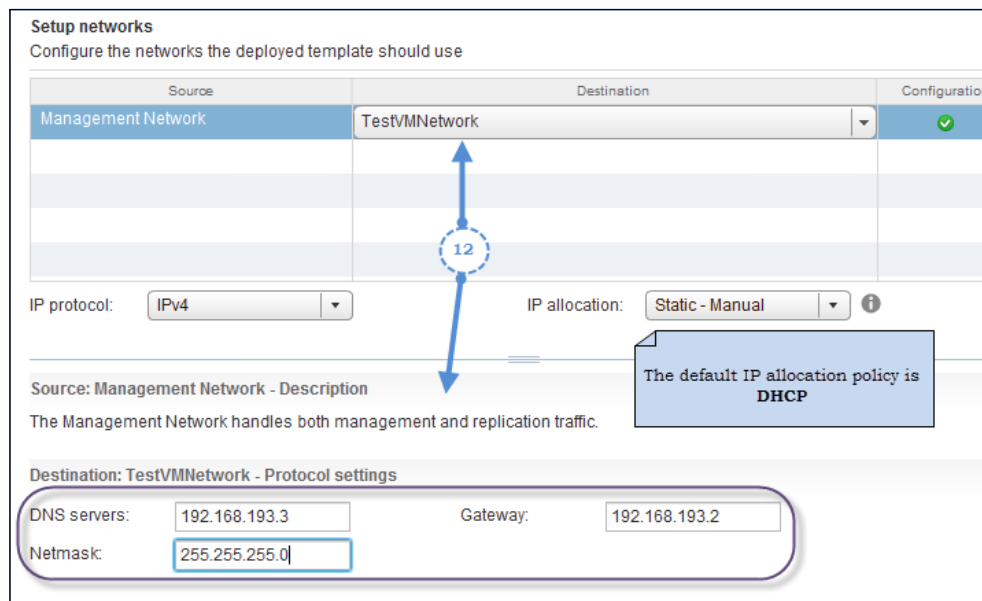 Setup networks
Configure the networks the deployed template should use
Source Destination Configuratio
Management Network TestVMNetwork
12
IP protocol: IPv4 IP allocation: Static - Manual
The default IP allocation policy is
DHCP
Source: Management Network - Description
The Management Network handles both management and replication traffic.
Destination: TestVMNetwork - Protocol settings
DNS servers: 192.168.193.3 Gateway: 192.168.193.2
Netmask: 255.255.255.0